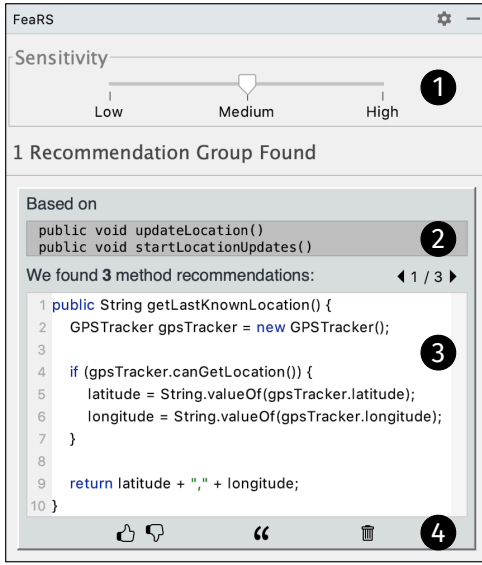 FeaRS
Sensitivity
Low Medium High
1
1 Recommendation Group Found
Based on
public void updateLocation()
public void startLocationUpdates()
2
We found 3 method recommendations: 1 / 3
1 public String getLastKnownLocation() {
2 GPSTracker gpsTracker = new GPSTracker();
3
3
4 if (gpsTracker.canGetLocation()) {
5 latitude = String.valueOf(gpsTracker.latitude);
6 longitude = String.valueOf(gpsTracker.longitude);
7 }
8
9 return latitude + "," + longitude;
10 }
“
4